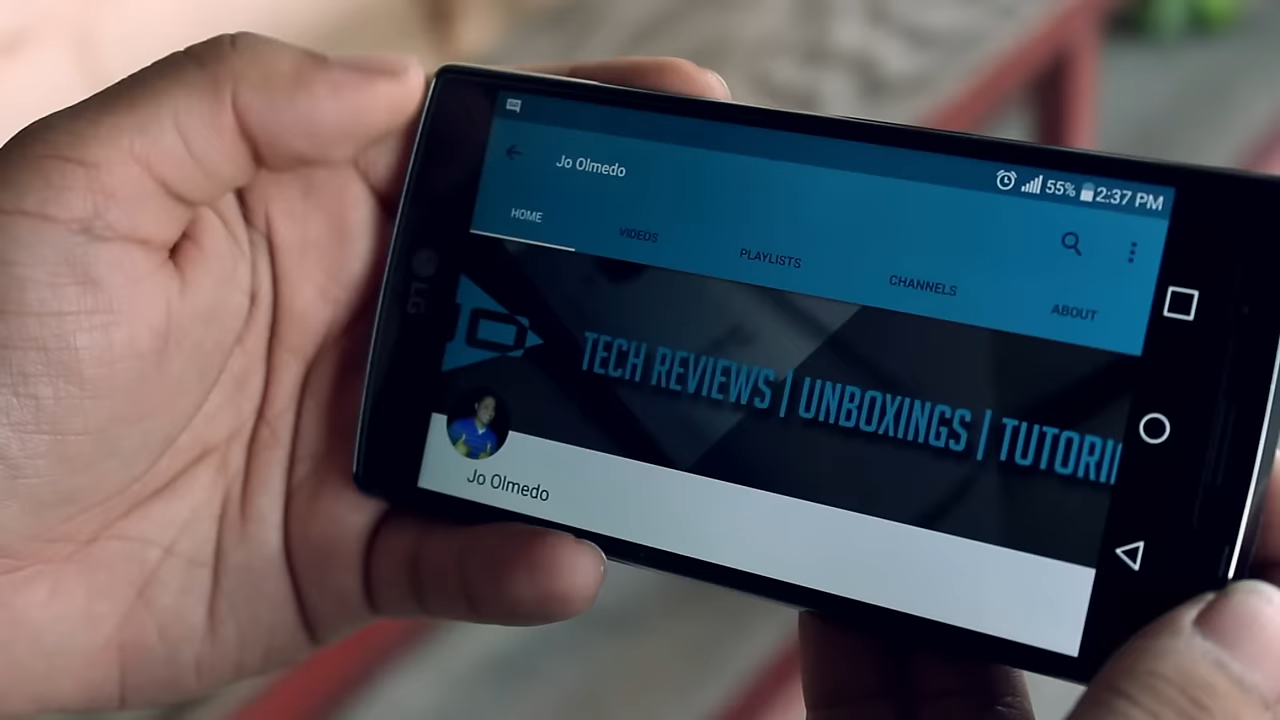 Jo Olmedo
55% 2:37 PM
HOME VIDEOS PLAYLISTS CHANNELS ABOUT
TECH REVIEWS | UNBOXINGS | TUTORI
Jo Olmedo
LG